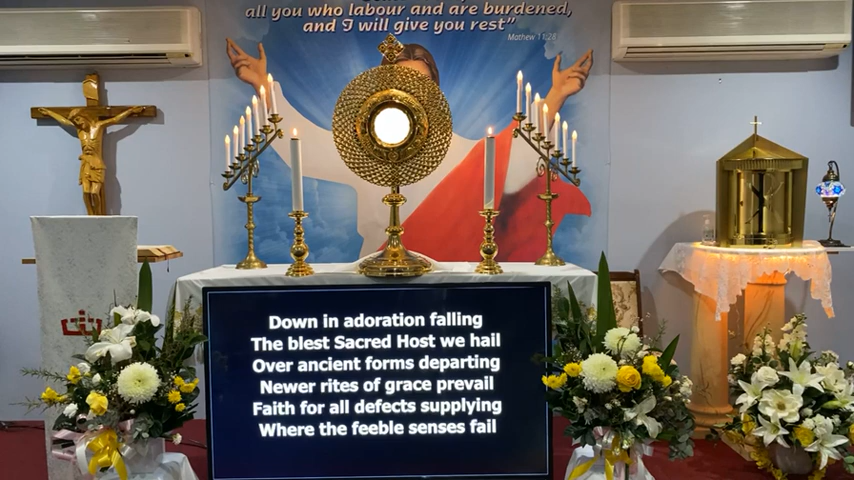 all you who labour and are burdened,
and I will give you rest”
Mathew 11:28
Down in adoration falling
The blest Sacred Host we hail
Over ancient forms departing
Newer rites of grace prevail
Faith for all defects supplying
Where the feeble senses fail